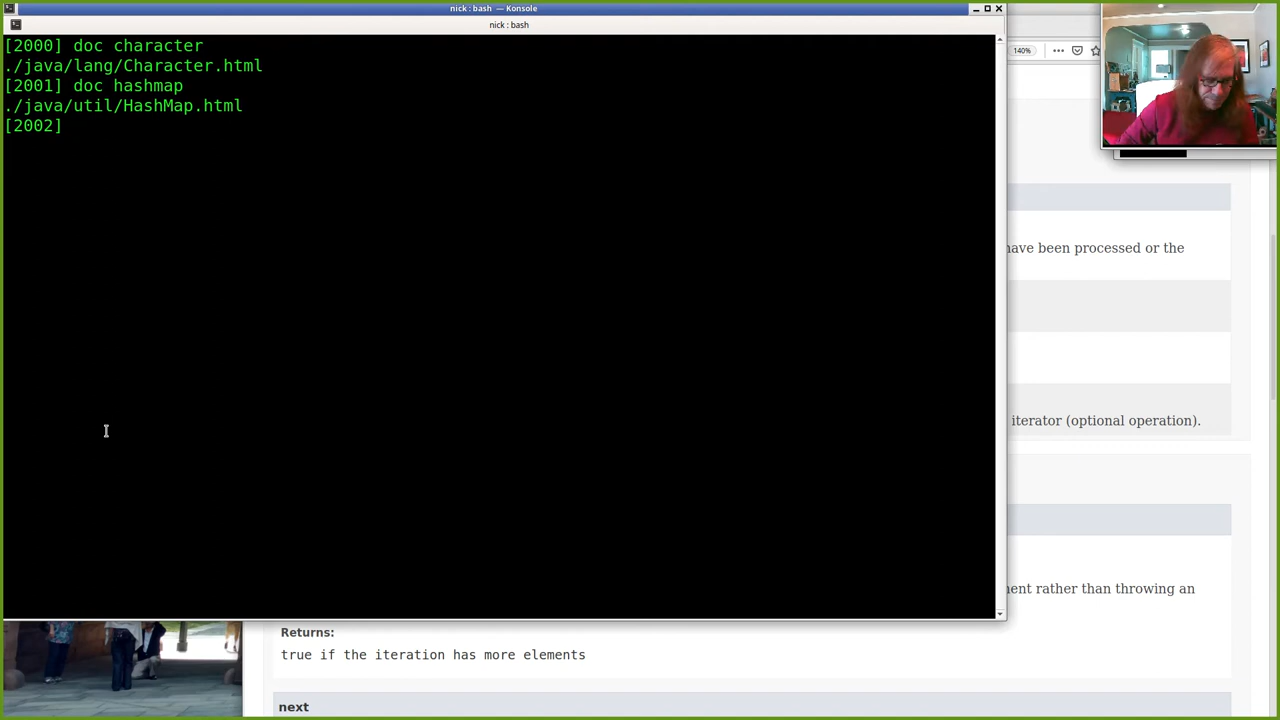 nick : bash — Konsole
nick : bash
[2000] doc character
./java/lang/Character.html
[2001] doc hashmap
./java/util/HashMap.html
[2002]
140%
have been processed or the
iterator (optional operation).
rather than throwing an
Returns:
true if the iteration has more elements
next